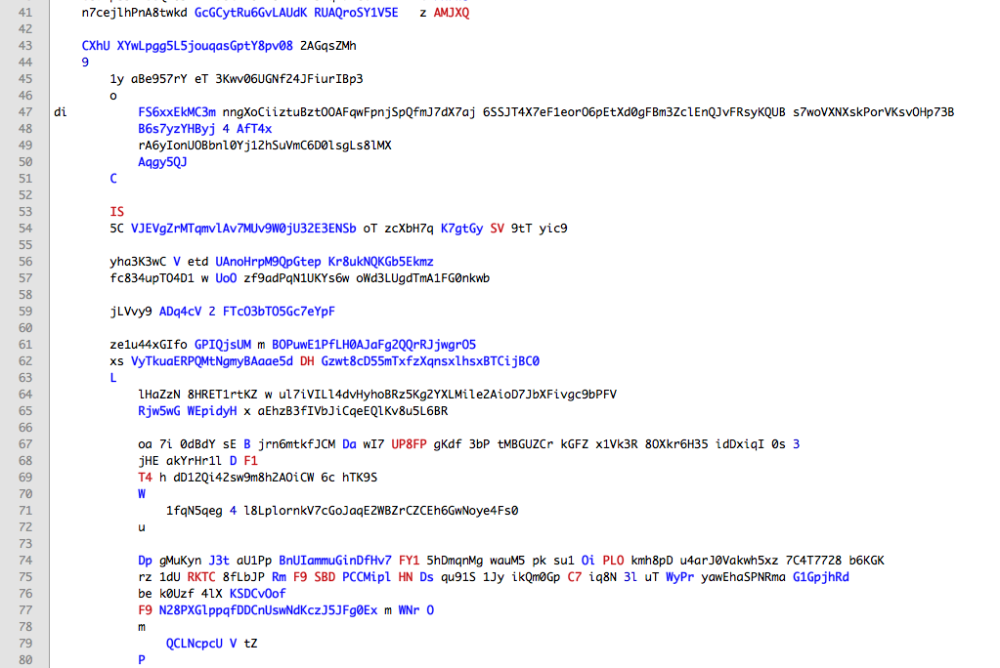 41 n7cejlhPnA8twkd GcGCytRu6GvLAUdK RUAQroSY1V5E z AMJXQ
42
43 CXhU XYwLpgg5L5jouqasGptY8pv08 2AGqsZMh
44 9
45 1y aBe957rY eT 3Kwv06UGNf24JFiurIBp3
46 o
47 di FS6xxEkMC3m nngXoCiiztuBztOOAFqwFpnjSpQfmJ7dX7aj 6SSJT4X7eF1eorO6pEtXd0gFBm3ZclEnQJvFRsyKQUB s7woVXNXskPorVKsvOHp73B
48 B6s7yzYHByj 4 AfT4x
49 rA6yIonUOBbnl0Yj12hSuVmC6D0lsgLs8lMX
50 Aqgy5QJ
51 C
52
53 IS
54 5C VJEVgZrMTqmvlAv7MUv9W0jU32E3ENSb oT zcXbH7q K7gtGy SV 9tT yic9
55
56 yha3K3wC V etd UAnoHrpM9QpGtep Kr8ukNQKGb5Ekmz
57 fc834upTO4D1 w UoO zf9adPqN1UKYs6w oWd3LUgdTmA1FG0nkwb
58
59 jLVvy9 ADq4cV 2 FTcO3bTO5Gc7eYpF
60
61 ze1u44xGIfo GPIQjsUM m BOPuwE1PfLH0AJaFg2QQrRJjwgrO5
62 xs VyTkuaERPQMtNgmyBAaae5d DH Gzwt8cD55mTxfzXqnsxlhsxBTCijBC0
63 L
64 lHaZzN 8HRET1rtKZ w ul7iVILl4dvHyhoBRz5Kg2YXLMile2AioD7JbXFivgc9bPFV
65 Rjw5wG WEpidyH x aEhzB3fIVbJiCqeEQlKv8u5L6BR
66
67 oa 7i 0dBdY sE B jrn6mtkfJCM Da wI7 UP8FP gKdf 3bP tMBGUZCr kGFZ x1Vk3R 8OXkr6H35 idDxiqI 0s 3
68 jHE akYrHr1l D F1
69 T4 h dD12Qi42sw9m8h2AOiCW 6c hTK9S
70 W
71 1fqN5qeg 4 l8LplornkV7cGoJaqE2WBZrCZCEh6GwNoye4Fs0
72 u
73
74 Dp gMuKyn J3t aU1Pp BnUIammuGinDfHv7 FY1 5hDmqnMg wauM5 pk su1 Oi PLO kmh8pD u4arJ0Vakwh5xz 7C4T7728 b6KGK
75 rz 1dU RKTC 8fLbJP Rm F9 SBD PCCMipl HN Ds qu91S 1Jy ikQm0Gp C7 iq8N 3l uT WyPr yawEhaSPNRma G1GpjhRd
76 be k0Uzf 4lX KSDCvOof
77 F9 N28PXGlppqfDDCnUswNdKczJ5JFg0Ex m WNr O
78 m
79 QCLNcpcU V tZ
80 P